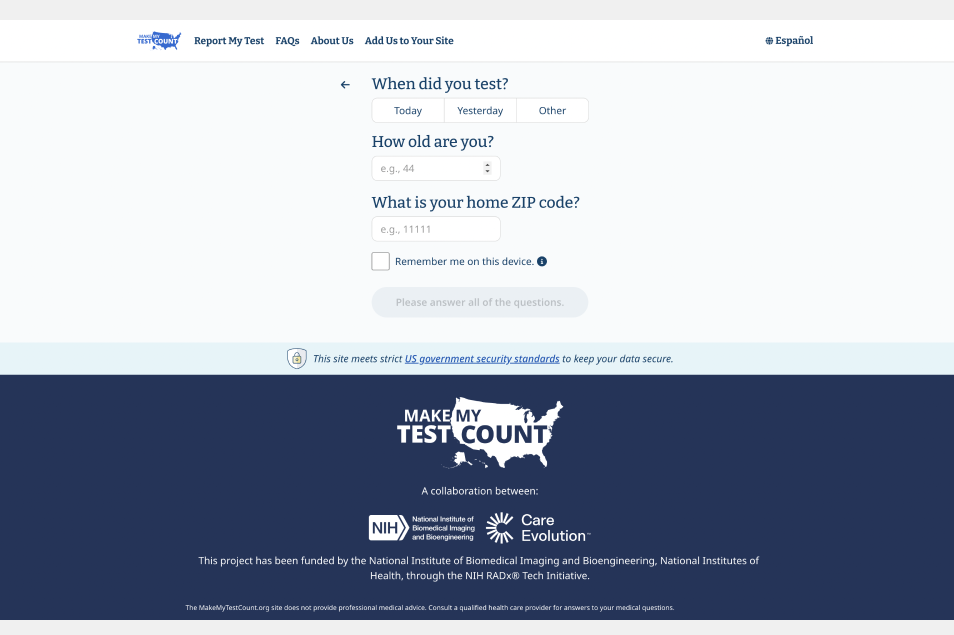 MAKE MY
TEST COUNT
Report My Test
FAQs
About Us
Add Us to Your Site
Español
When did you test?
Today
Yesterday
Other
How old are you?
e.g., 44
What is your home ZIP code?
e.g., 11111
Remember me on this device.
Please answer all of the questions.
This site meets strict US government security standards to keep your data secure.
MAKE MY
TEST COUNT
A collaboration between:
NIH
National Institute of
Biomedical Imaging
and Bioengineering
Care
Evolution™
This project has been funded by the National Institute of Biomedical Imaging and Bioengineering, National Institutes of
Health, through the NIH RADx® Tech Initiative.
The MakeMyTestCount.org site does not provide professional medical advice. Consult a qualified health care provider for answers to your medical questions.